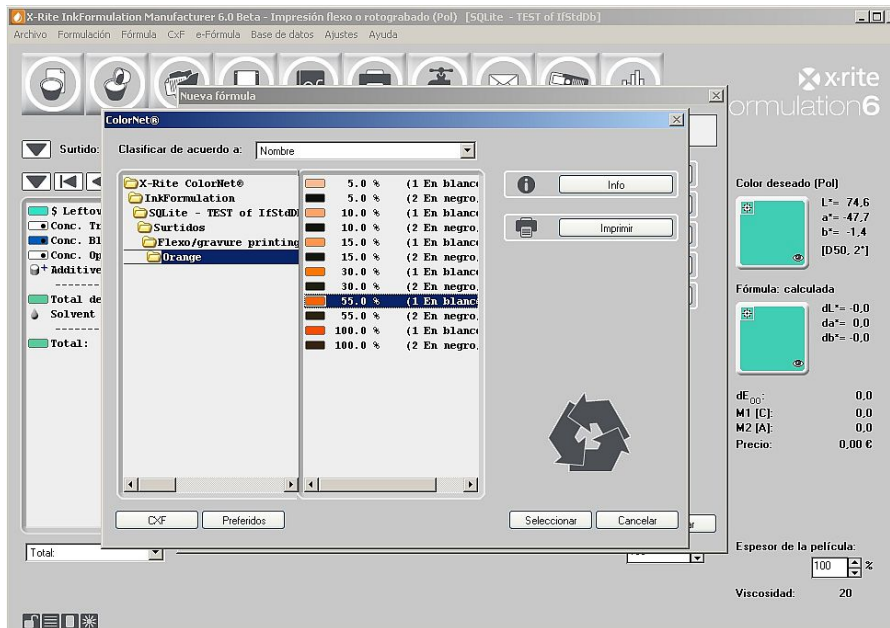 X-Rite InkFormulation Manufacturer 6.0 Beta - Impresión flexo o rotograbado (Pol) [SQLite - TEST of IfStdDb]
Archivo Formulación Fórmula CxF e-Fórmula Base de datos Ajustes Ayuda
x·rite
ormulation6
Nueva fórmula
ColorNet®
Surtido:
Clasificar de acuerdo a: Nombre
X-Rite ColorNet®
InkFormulation
SQLite - TEST of IfStdD
Surtidos
Flexo/gravure printing
Orange
5.0 % (1 En blanc
5.0 % (2 En negro.
10.0 % (1 En blanc
10.0 % (2 En negro.
15.0 % (1 En blanc
15.0 % (2 En negro.
30.0 % (1 En blanc
30.0 % (2 En negro.
55.0 % (1 En blanc
55.0 % (2 En negro.
100.0 % (1 En blanc
100.0 % (2 En negro.
Info
Imprimir
$ Leftov
Conc. Tr
Conc. Bl
Conc. Op
Additive
Total de
Solvent
Total:
CXF Preferidos Seleccionar Cancelar
Total:
Color deseado (Pol)
L*= 74,6
a*= -47,7
b*= -1,4
[D50, 2°]
Fórmula: calculada
dL*= -0,0
da*= 0,0
db*= -0,0
dE00: 0,0
M1 [C]: 0,0
M2 [A]: 0,0
Precio: 0,00 €
Espesor de la película:
100 %
Viscosidad: 20